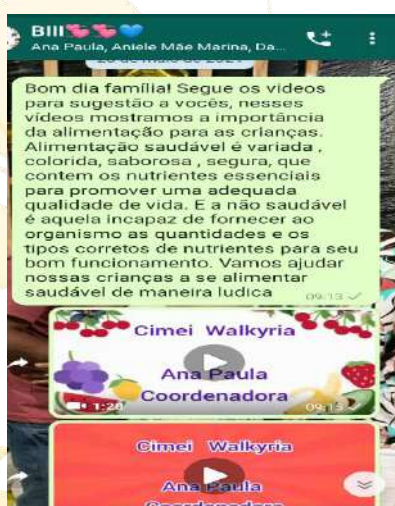 BIII
Ana Paula, Aniele Mãe Marina, Da...
Bom dia família! Segue os videos
para sugestão a vocês, nesses
vídeos mostramos a importância
da alimentação para as crianças.
Alimentação saudável é variada ,
colorida, saborosa , segura, que
contem os nutrientes essenciais
para promover uma adequada
qualidade de vida. E a não saudável
é aquela incapaz de fornecer ao
organismo as quantidades e os
tipos corretos de nutrientes para seu
bom funcionamento. Vamos ajudar
nossas crianças a se alimentar
saudável de maneira ludica
09:13
Cimei Walkyria
Ana Paula
Coordenadora
1:20
09:13
Cimei Walkyria
Ana Paula
Coordenadora